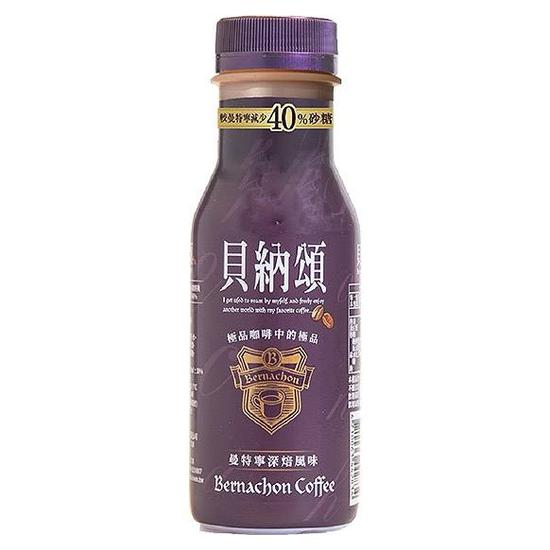 較曼特寧減少40%砂糖
貝納頌
I get used to roam by myself, and freely enjoy
another world with my favorite coffee...
極品咖啡中的極品
B
Bernachon
曼特寧深焙風味
Bernachon Coffee